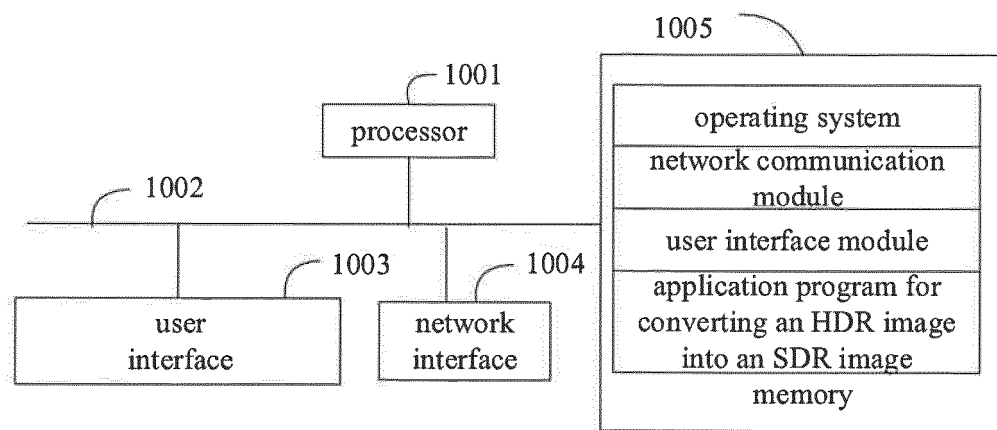 1005
1001
processor
operating system
network communication
module
1002
user interface module
1003
1004
user
interface
network
interface
application program for
converting an HDR image
into an SDR image
memory